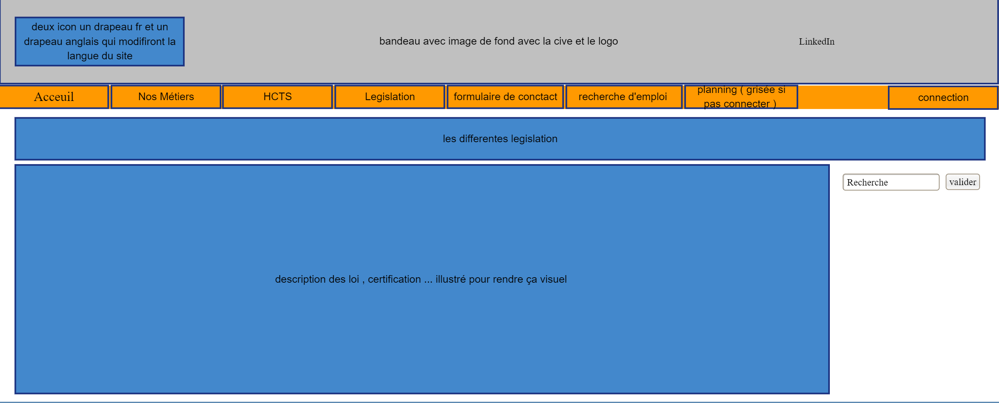 deux icon un drapeau fr et un
drapeau anglais qui modifiront la
langue du site
bandeau avec image de fond avec la cive et le logo
LinkedIn
Acceuil
Nos Métiers
HCTS
Legislation
formulaire de conctact
recherche d'emploi
planning ( grisée si
pas connecter )
connection
les differentes legislation
Recherche
valider
description des loi , certification ... illustré pour rendre ça visuel